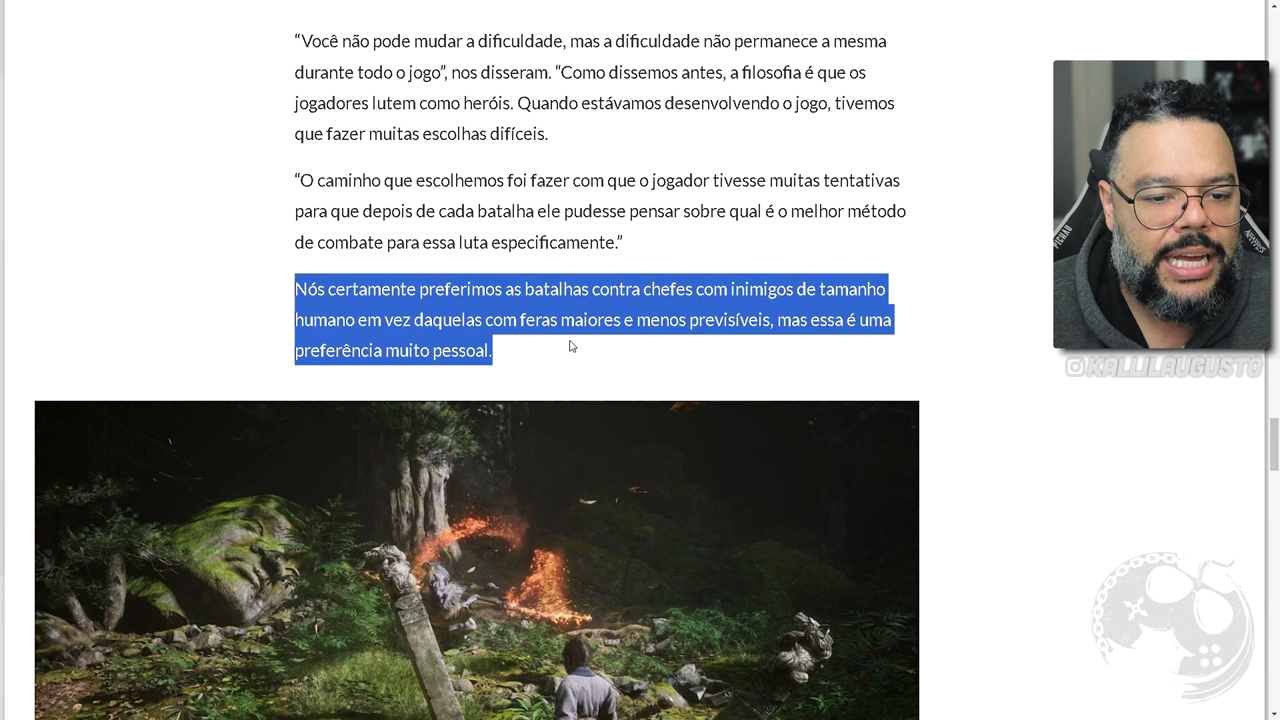 “Você não pode mudar a dificuldade, mas a dificuldade não permanece a mesma
durante todo o jogo”, nos disseram. “Como dissemos antes, a filosofia é que os
jogadores lutem como heróis. Quando estávamos desenvolvendo o jogo, tivemos
que fazer muitas escolhas difíceis.
“O caminho que escolhemos foi fazer com que o jogador tivesse muitas tentativas
para que depois de cada batalha ele pudesse pensar sobre qual é o melhor método
de combate para essa luta especificamente.”
Nós certamente preferimos as batalhas contra chefes com inimigos de tamanho
humano em vez daquelas com feras maiores e menos previsíveis, mas essa é uma
preferência muito pessoal.
PICHAU
KALLILAUGUSTO